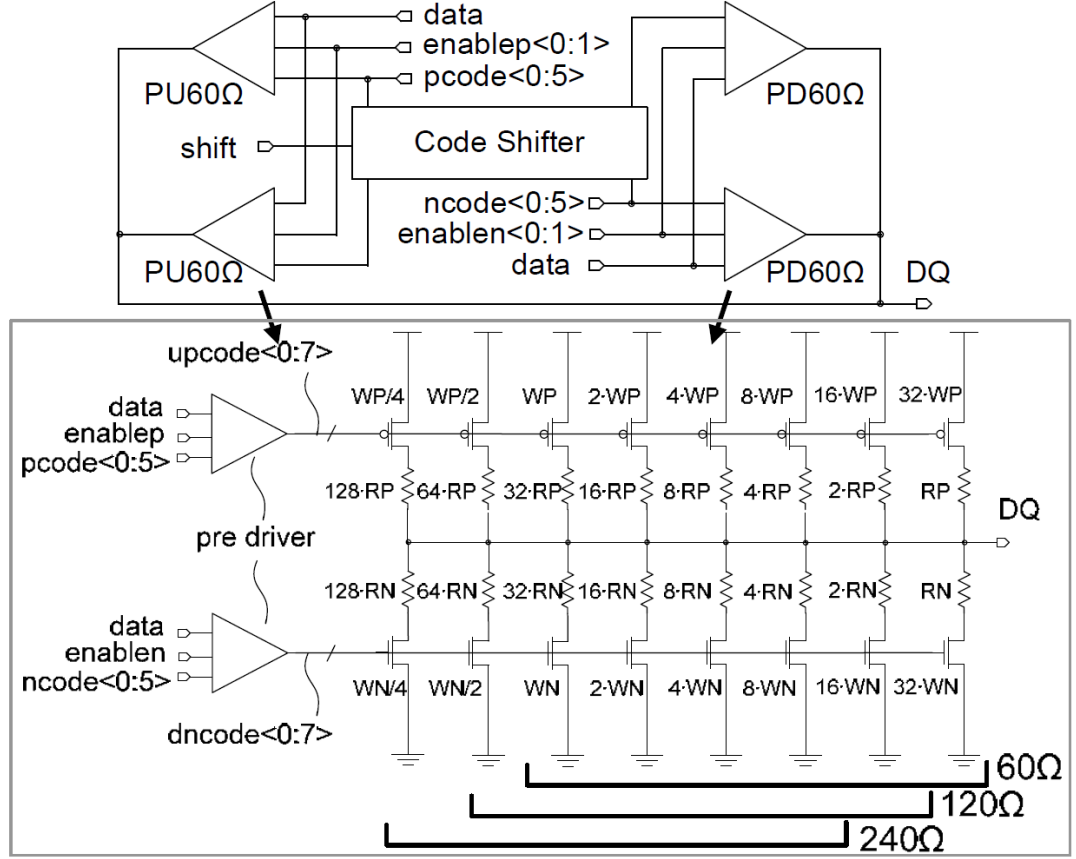 data
enablep<0:1>
pcode<0:5>
PU60Ω
PD60Ω
shift
Code Shifter
ncode<0:5>
enablen<0:1>
data
PU60Ω
PD60Ω
DQ
upcode<0:7>
WP/4 WP/2 WP 2·WP 4·WP 8·WP 16·WP 32·WP
data
enablep
pcode<0:5>
128·RP 64·RP 32·RP 16·RP 8·RP 4·RP 2·RP RP
DQ
pre driver
128·RN 64·RN 32·RN 16·RN 8·RN 4·RN 2·RN RN
data
enablen
ncode<0:5>
WN/4 WN/2 WN 2·WN 4·WN 8·WN 16·WN 32·WN
dncode<0:7>
60Ω
120Ω
240Ω